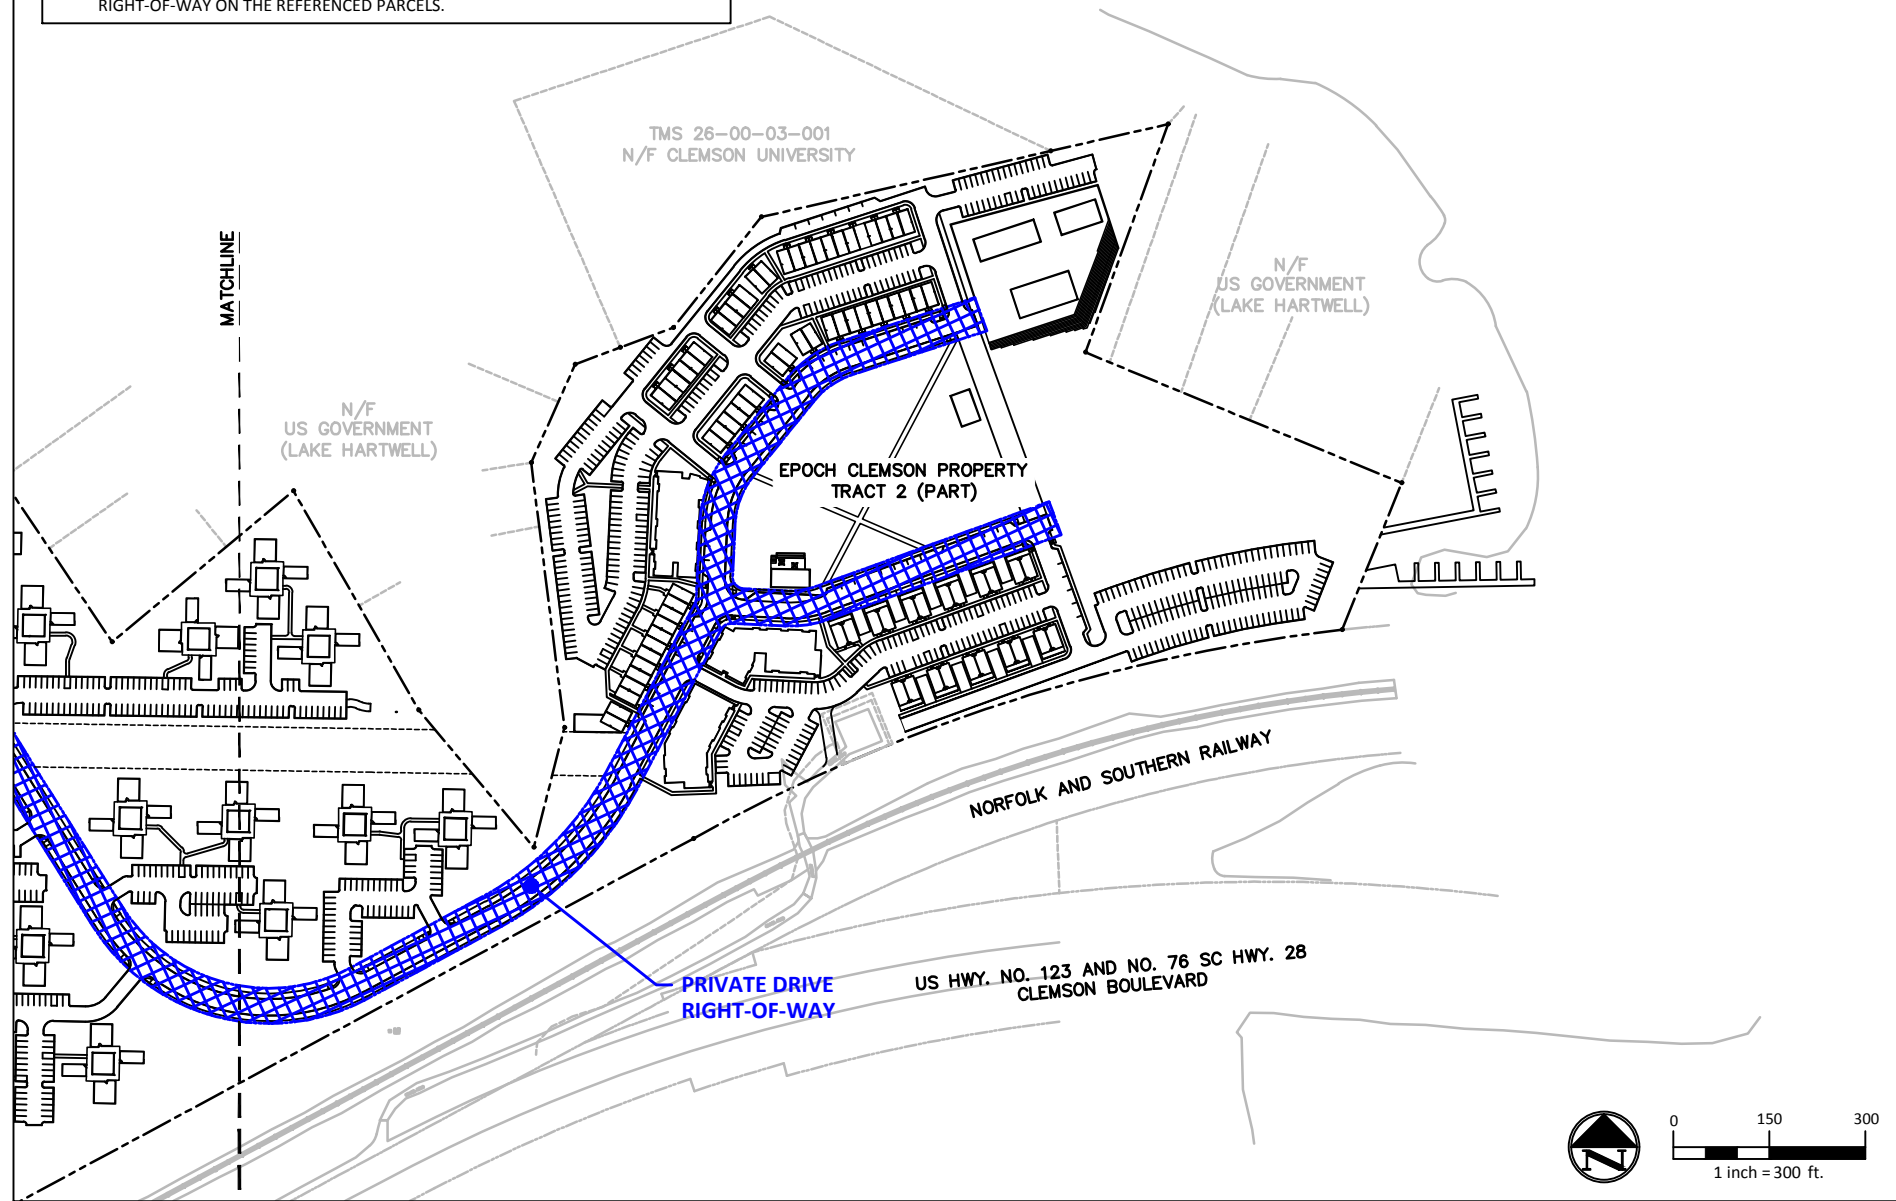 RIGHT-OF-WAY ON THE REFERENCED PARCELS.
TMS 26-00-03-001
N/F CLEMSON UNIVERSITY
MATCHLINE
N/F
US GOVERNMENT
(LAKE HARTWELL)
N/F
US GOVERNMENT
(LAKE HARTWELL)
EPOCH CLEMSON PROPERTY
TRACT 2 (PART)
NORFOLK AND SOUTHERN RAILWAY
PRIVATE DRIVE
RIGHT-OF-WAY
US HWY. NO. 123 AND NO. 76 SC HWY. 28
CLEMSON BOULEVARD
N
0 150 300
1 inch = 300 ft.